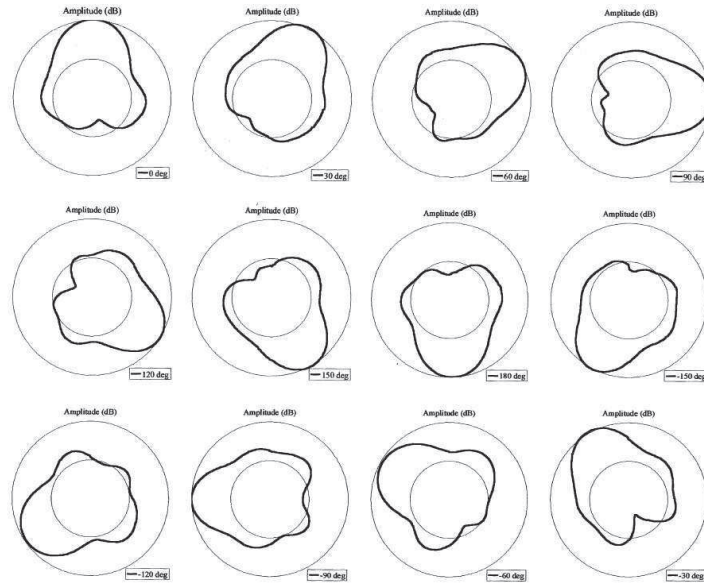 Amplitude (dB)
0 deg
Amplitude (dB)
30 deg
Amplitude (dB)
60 deg
Amplitude (dB)
90 deg
Amplitude (dB)
120 deg
Amplitude (dB)
150 deg
Amplitude (dB)
180 deg
Amplitude (dB)
-150 deg
Amplitude (dB)
-120 deg
Amplitude (dB)
-90 deg
Amplitude (dB)
-60 deg
Amplitude (dB)
-30 deg